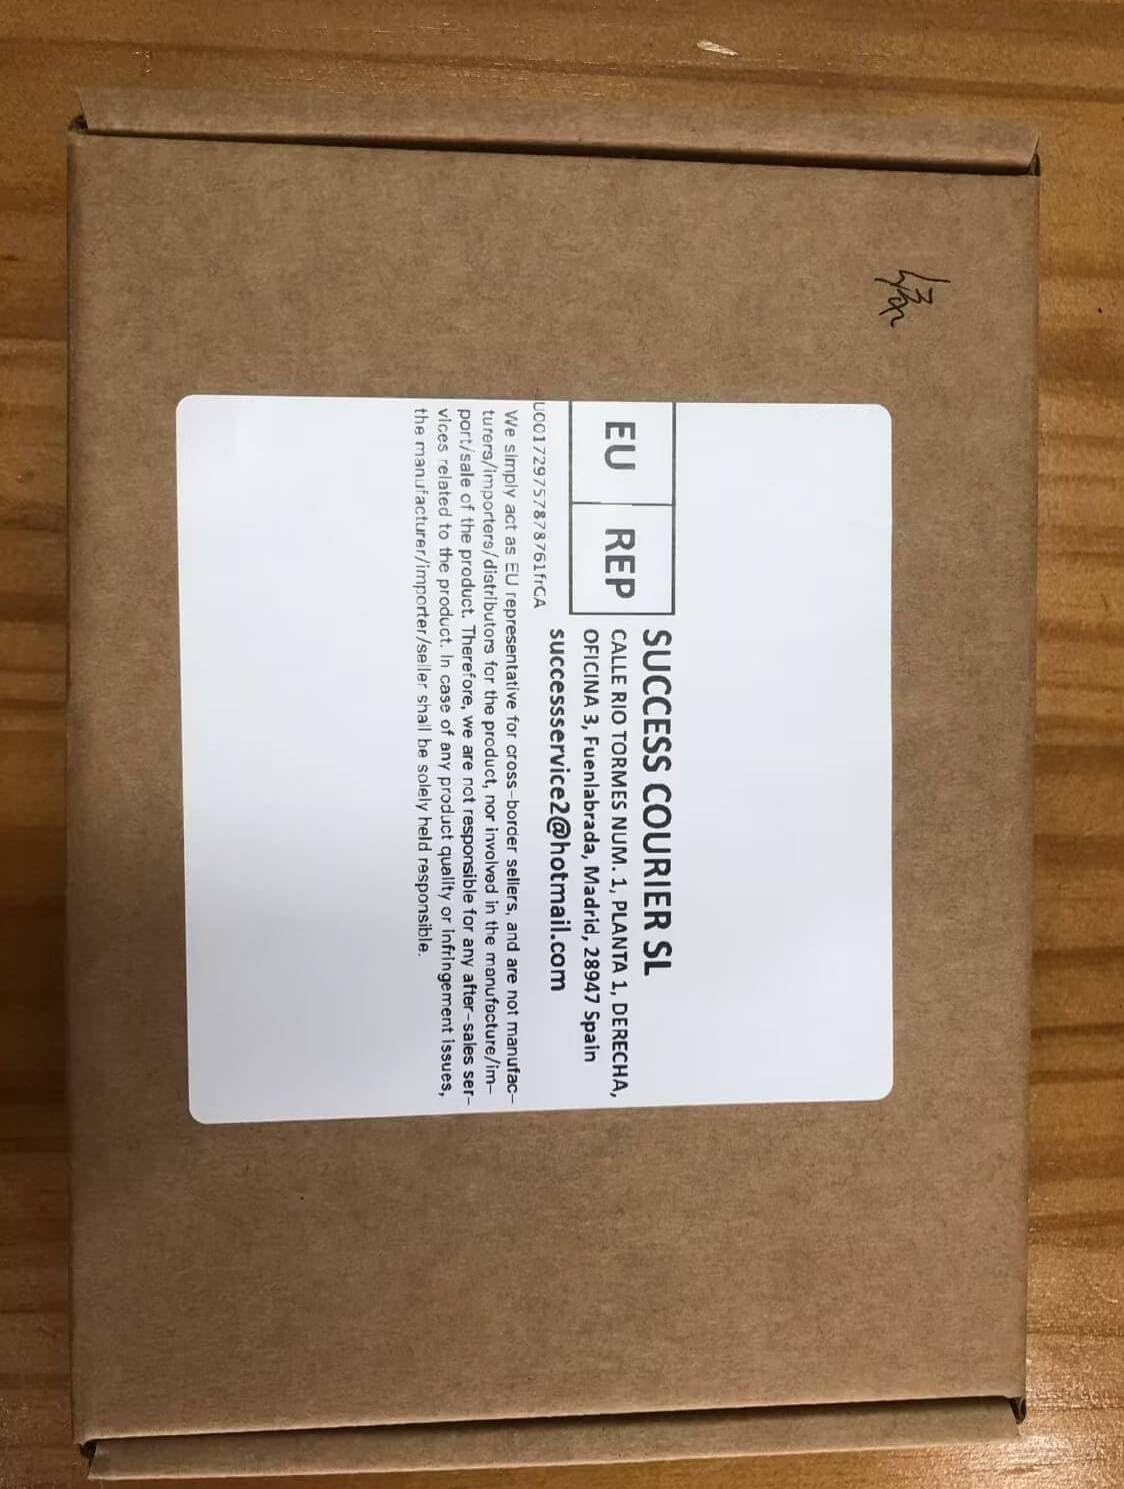 EU REP
SUCCESS COURIER SL
CALLE RIO TORMES NUM. 1, PLANTA 1, DERECHA,
OFICINA 3, Fuenlabrada, Madrid, 28947 Spain
successservice2@hotmail.com
U001729757878761frGA
We simply act as EU representative for cross-border sellers, and are not manufac-
turers/importers/distributors for the product, nor involved in the manufacture/im-
port/sale of the product. Therefore, we are not responsible for any after-sales ser-
vices related to the product. In case of any product quality or infringement issues,
the manufacturer/importer/seller shall be solely held responsible.